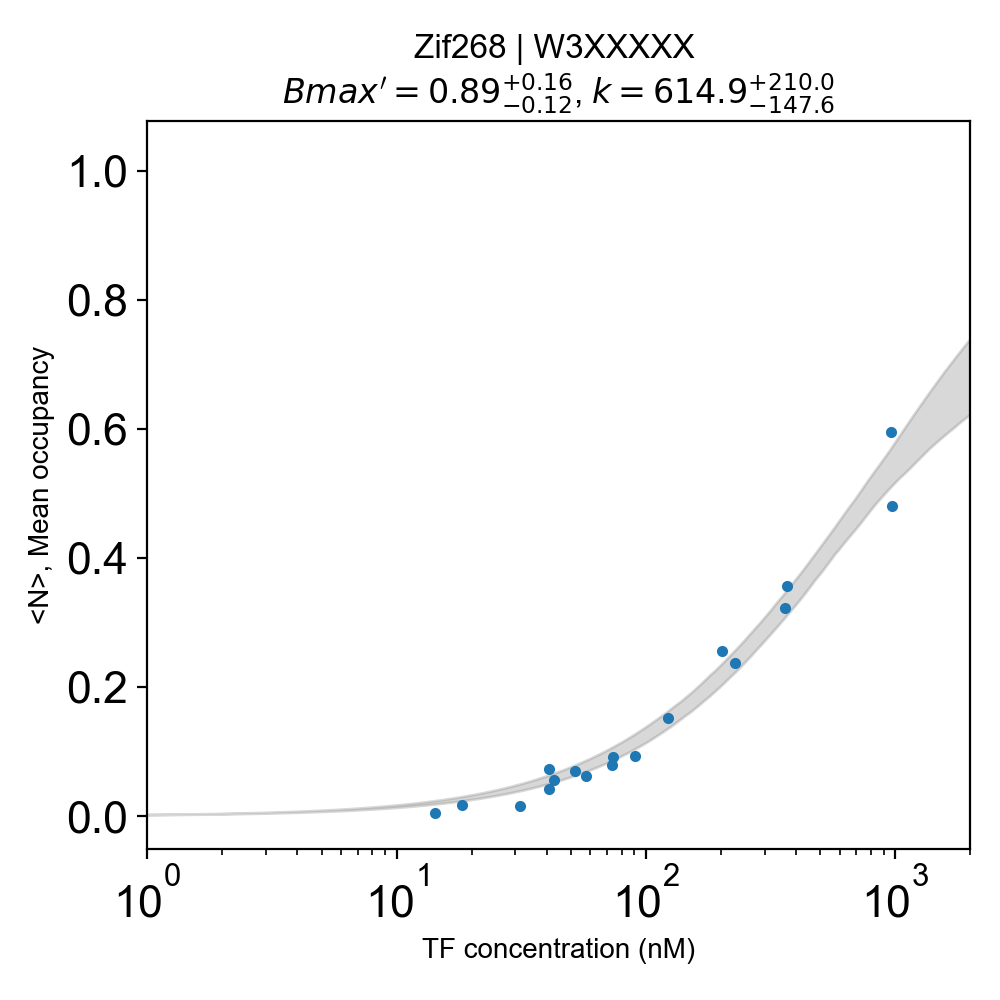 Zif268 | W3XXXXX
Bmax′ = 0.89+0.16−0.12, k = 614.9+210.0−147.6
1.0
0.8
0.6
0.4
0.2
0.0
<N>, Mean occupancy
10^0 10^1 10^2 10^3
TF concentration (nM)